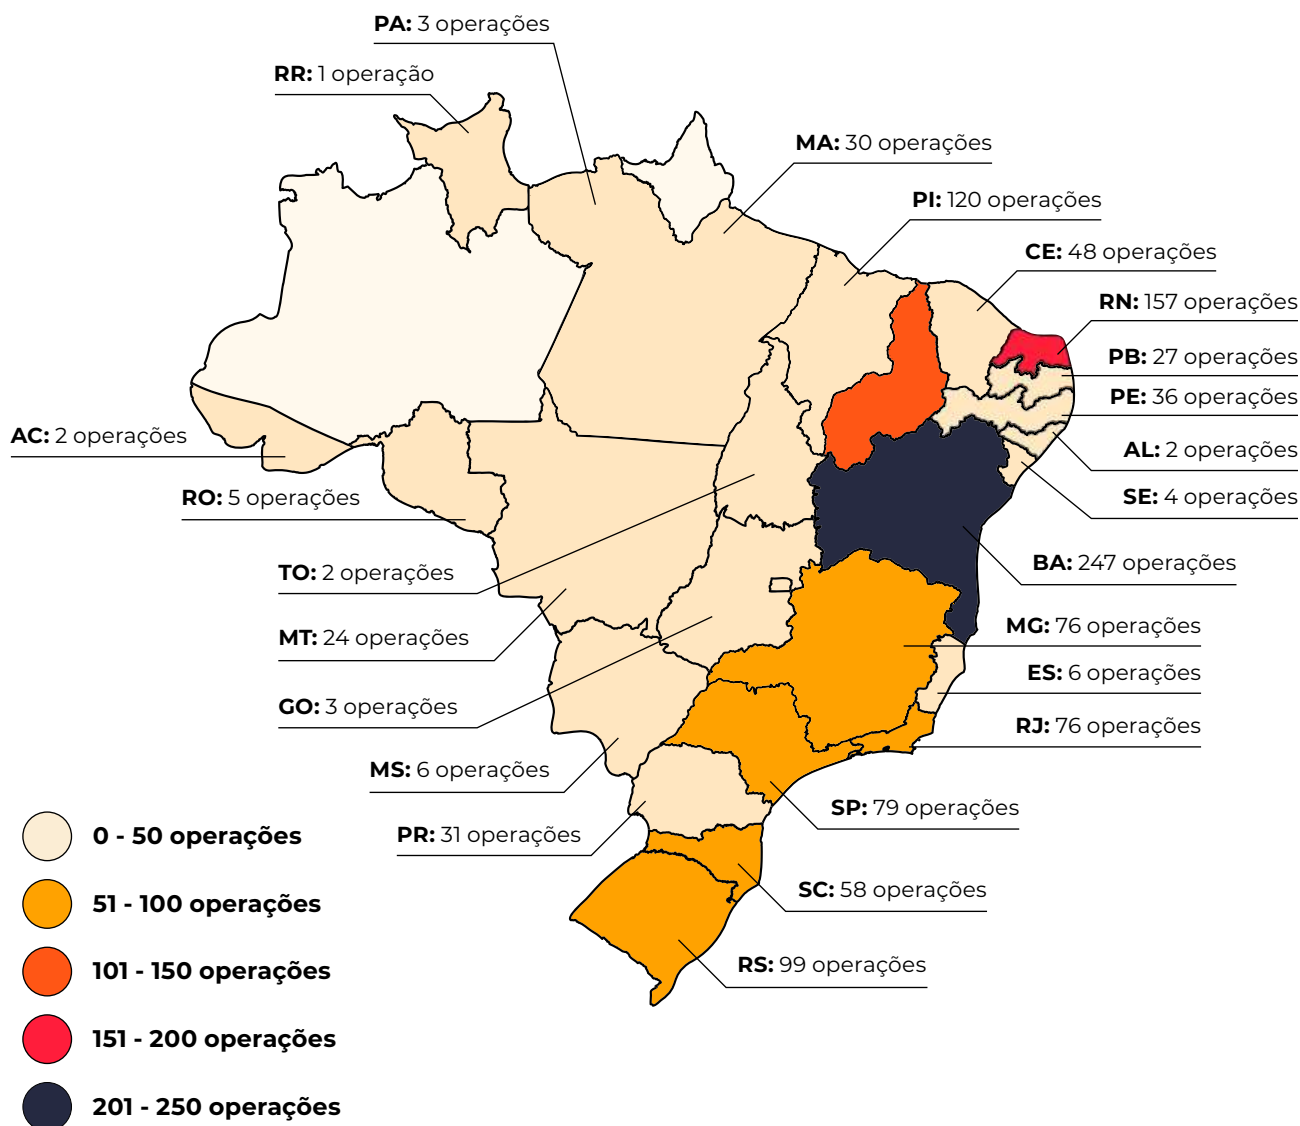 PA: 3 operações
RR: 1 operação
MA: 30 operações
PI: 120 operações
CE: 48 operações
RN: 157 operações
PB: 27 operações
PE: 36 operações
AC: 2 operações
AL: 2 operações
RO: 5 operações
SE: 4 operações
TO: 2 operações
BA: 247 operações
MT: 24 operações
MG: 76 operações
ES: 6 operações
GO: 3 operações
RJ: 76 operações
MS: 6 operações
SP: 79 operações
PR: 31 operações
SC: 58 operações
RS: 99 operações
0 - 50 operações
51 - 100 operações
101 - 150 operações
151 - 200 operações
201 - 250 operações